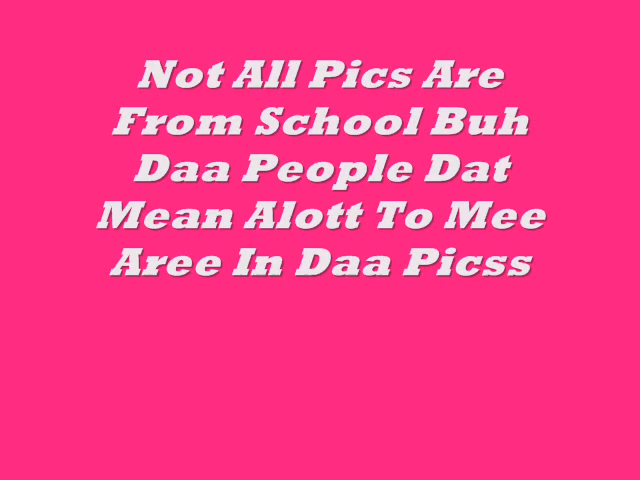 Not All Pics Are
From School Buh
Daa People Dat
Mean Alott To Mee
Aree In Daa Picss